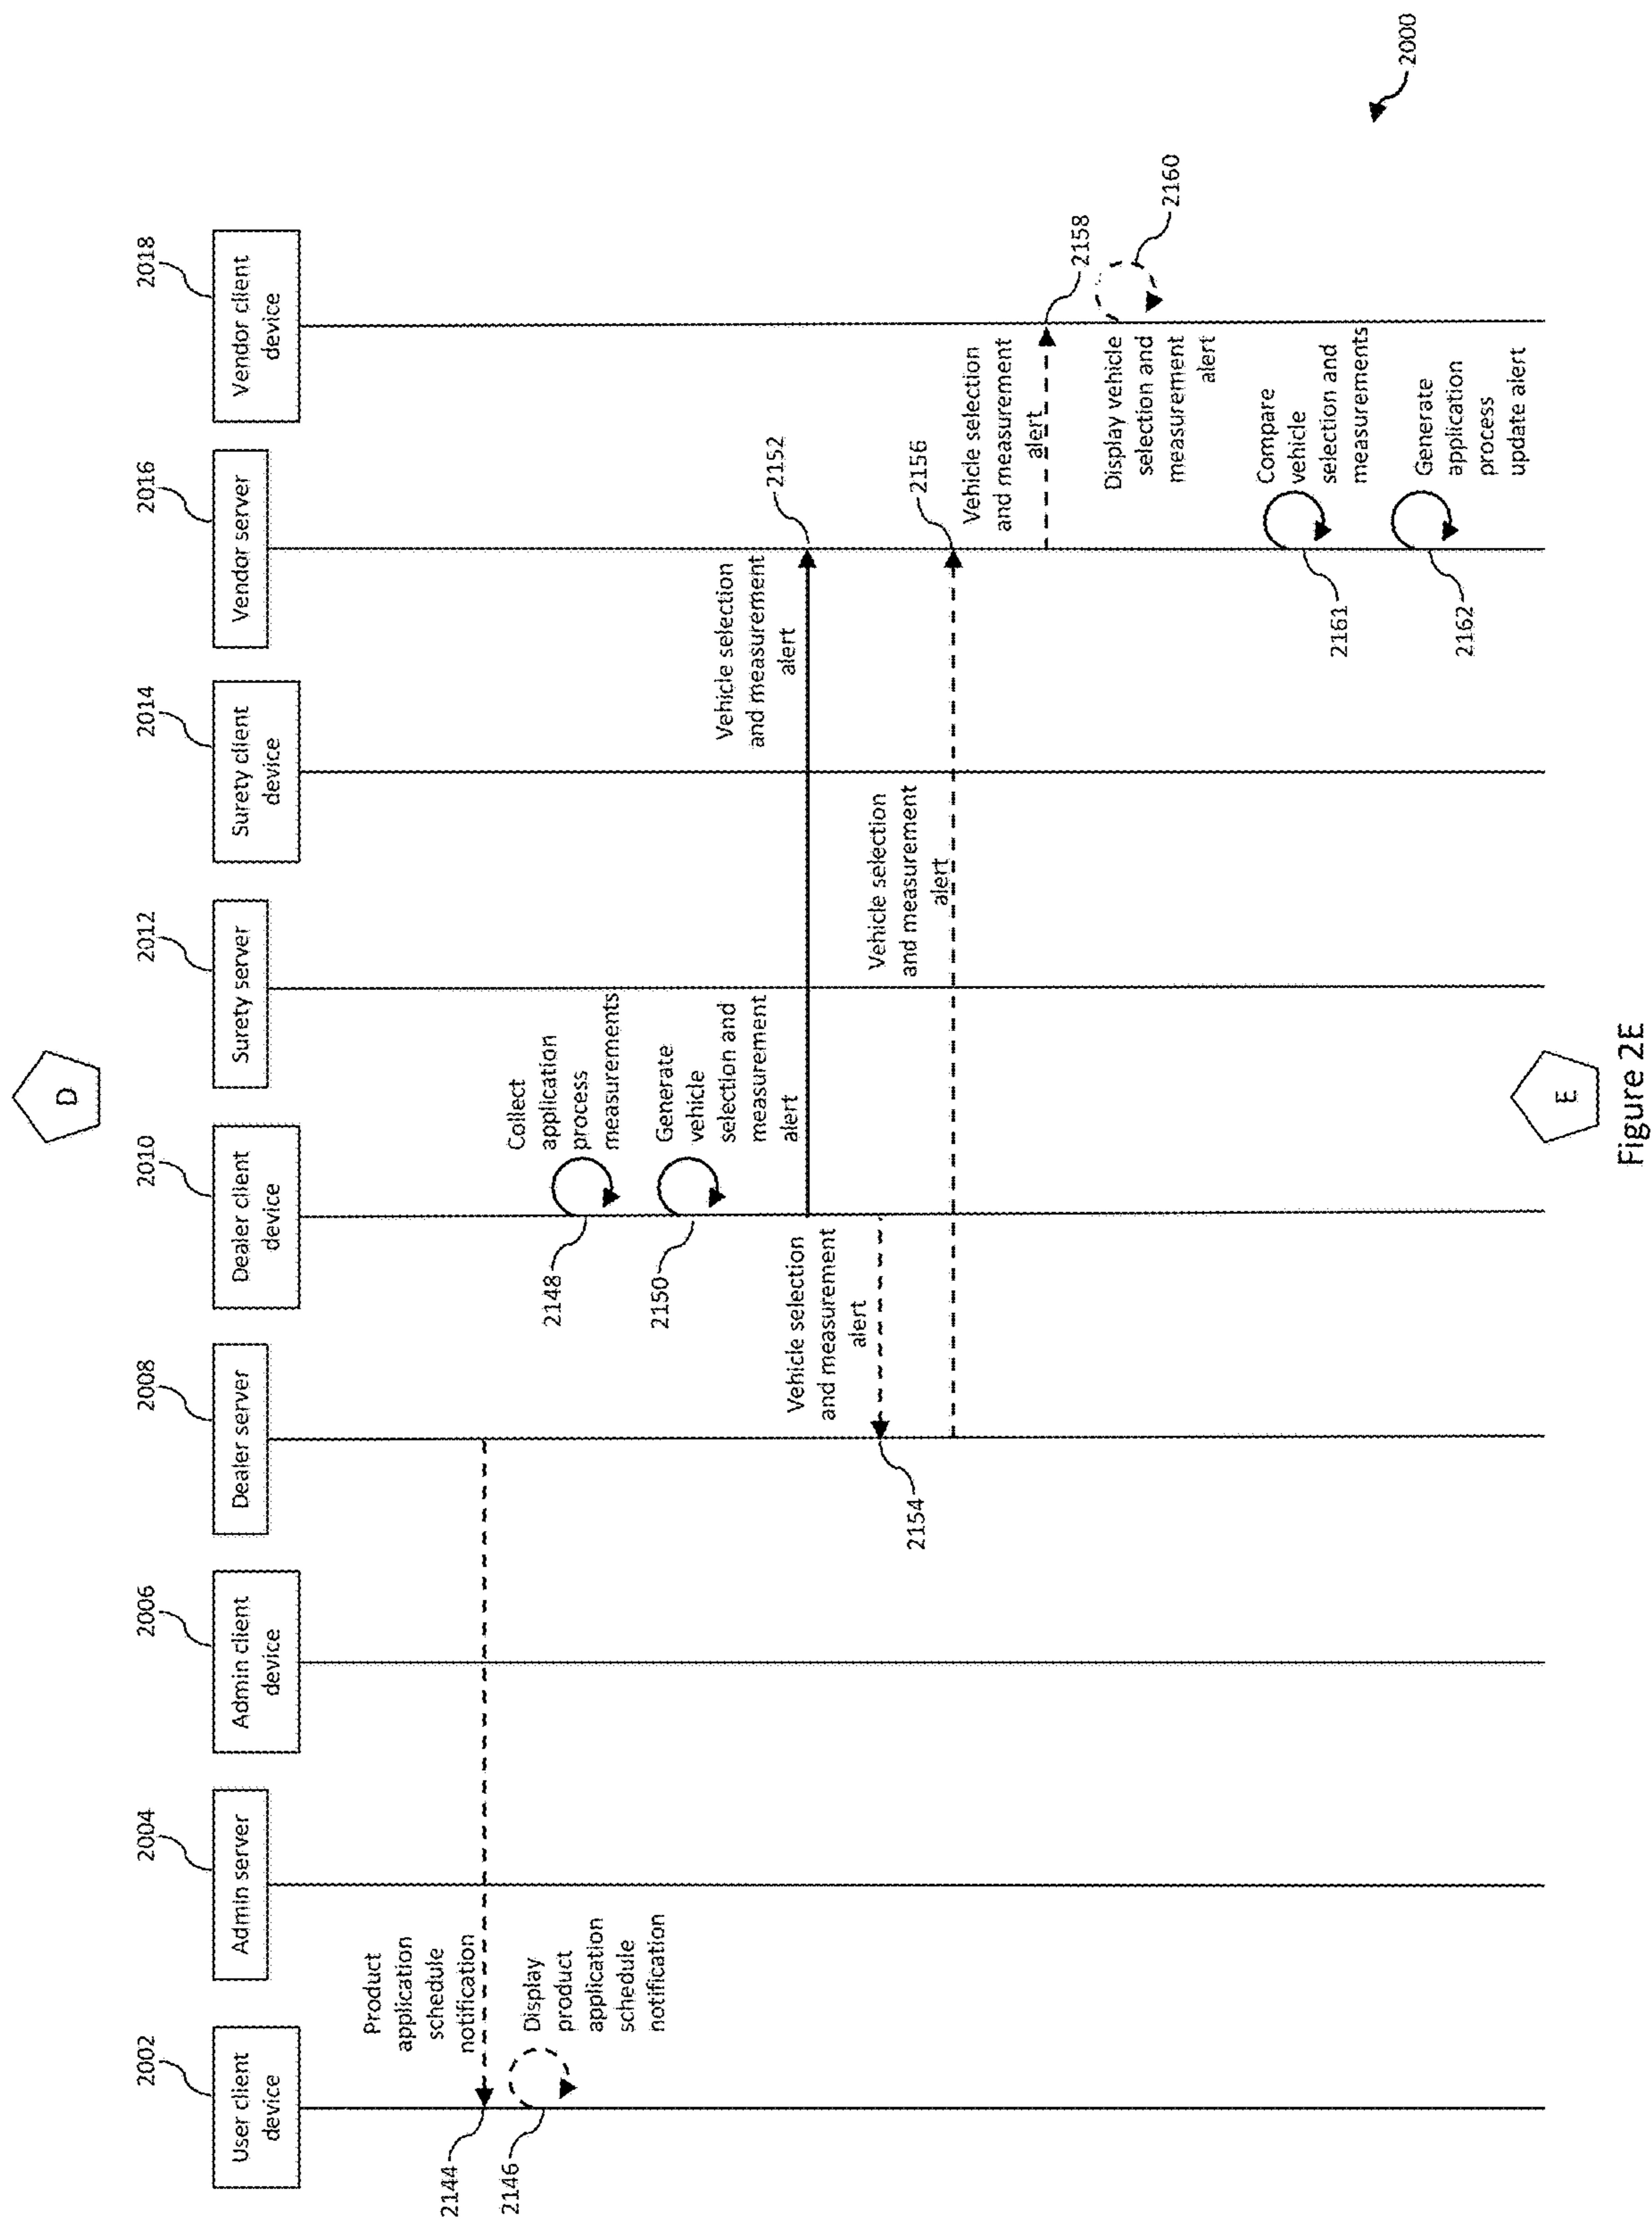 D
2002
2004
2006
2008
2010
2012
2014
2016
2018
User client
device
Admin server
Admin client
device
Dealer server
Dealer client
device
Surety server
Surety client
device
Vendor server
Vendor client
device
Product
application
schedule
notification
2144
Display
product
application
schedule
notification
2146
Collect
application
process
measurements
2148
Generate
vehicle
selection and
measurement
alert
2150
Vehicle selection
and measurement
alert
2152
Vehicle selection
and measurement
alert
2154
Vehicle selection
and measurement
alert
2156
Vehicle selection
and measurement
alert
2158
Display vehicle
selection and
measurement
alert
2160
Compare
vehicle
selection and
measurements
2161
Generate
application
process
update alert
2162
2000
E
Figure 2E